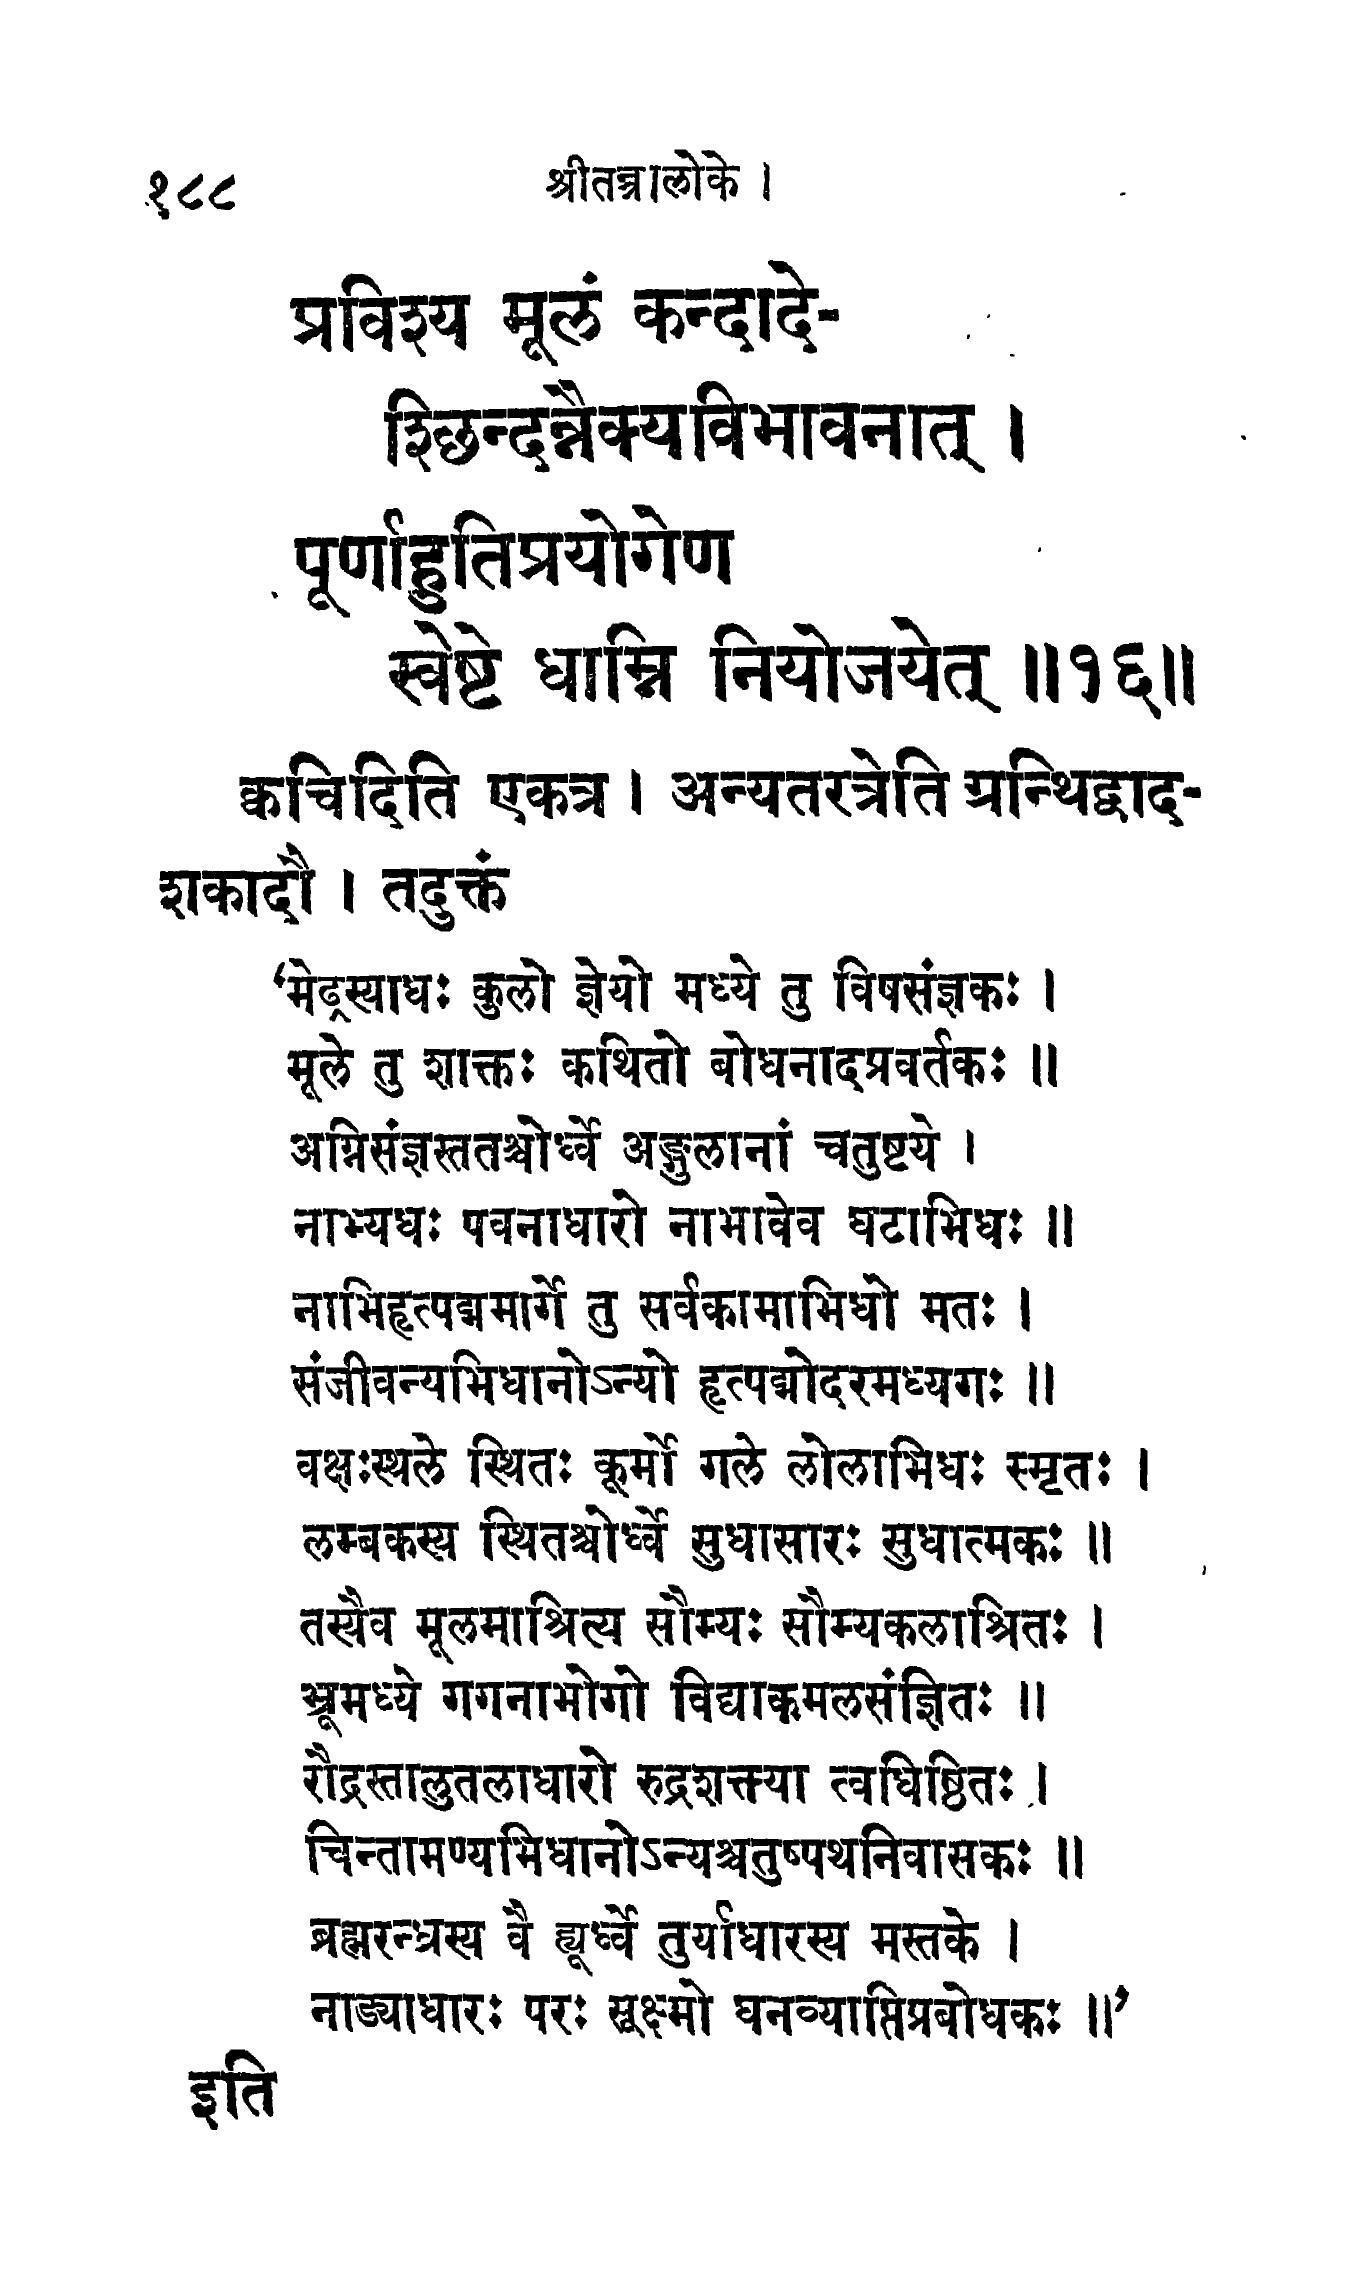 १८८
श्रीतन्त्रालोके ।
प्रविश्य मूलं कन्दादे-
श्छिन्दन्नैक्यविभावनात् ।
पूर्णाहुतिप्रयोगेण
स्वेष्टे धाम्नि नियोजयेत् ॥१६॥
क्वचिदिति एकत्र । अन्यतरत्रेति ग्रन्थिद्वाद-
शकादौ । तदुक्तं
‘मेढ्रस्याधः कुलो ज्ञेयो मध्ये तु विषसंज्ञकः ।
मूले तु शाक्तः कथितो बोधनादप्रवर्तकः ॥
अग्निसंज्ञस्ततश्चोर्ध्वे अङ्गुलानां चतुष्टये ।
नाभ्यधः पवनाधारो नाभावेव घटाभिधः ॥
नाभिहृत्पद्ममार्गे तु सर्वकामाभिधो मतः ।
संजीवन्यभिधानोऽन्यो हृत्पद्मोदरमध्यगः ॥
वक्षःस्थले स्थितः कूर्मो गले लोलाभिधः स्मृतः ।
लम्बकस्य स्थितश्चोर्ध्वे सुधासारः सुधात्मकः ॥
तस्यैव मूलमाश्रित्य सौम्यः सौम्यकलाश्रितः ।
भ्रूमध्ये गगनाभोगो विद्याकमलसंज्ञितः ॥
रौद्रस्तालुतलाधारो रुद्रशक्त्या त्वधिष्ठितः ।
चिन्तामण्यभिधानोऽन्यश्चतुष्पथनिवासकः ॥
ब्रह्मरन्ध्रस्य वै ह्यूर्ध्वे तुर्याधारस्य मस्तके ।
नाड्याधारः परः सूक्ष्मो घनव्याप्तिप्रबोधकः ॥’
इति